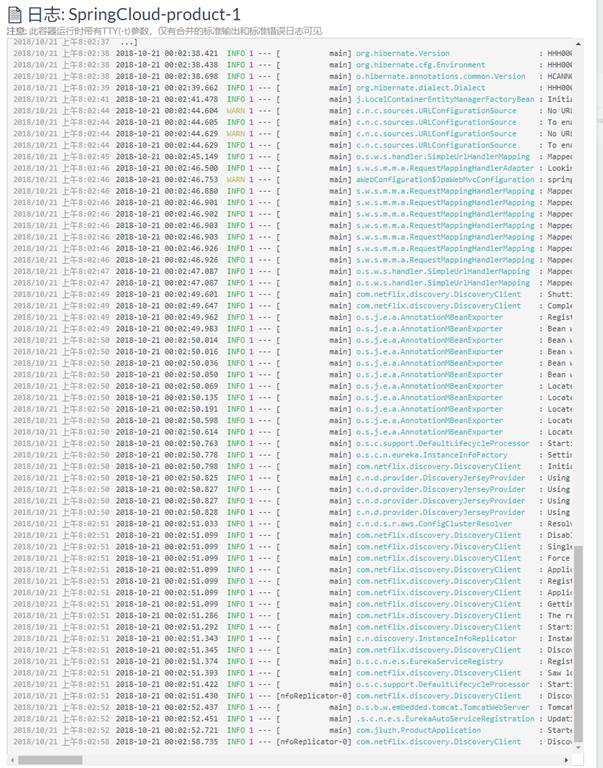 日志: SpringCloud-product-1
注意: 此容器运行时带有TTY(-t)参数，仅有合并的标准输出和标准错误日志可见
2018/10/21 上午8:02:37 ...]
2018/10/21 上午8:02:38 2018-10-21 00:02:38.421 INFO 1 --- [ main] org.hibernate.Version : HHH000
2018/10/21 上午8:02:38 2018-10-21 00:02:38.438 INFO 1 --- [ main] org.hibernate.cfg.Environment : HHH000
2018/10/21 上午8:02:38 2018-10-21 00:02:38.698 INFO 1 --- [ main] o.hibernate.annotations.common.Version : HCANN0
2018/10/21 上午8:02:39 2018-10-21 00:02:39.662 INFO 1 --- [ main] org.hibernate.dialect.Dialect : HHH000
2018/10/21 上午8:02:41 2018-10-21 00:02:41.478 INFO 1 --- [ main] j.LocalContainerEntityManagerFactoryBean : Initia
2018/10/21 上午8:02:44 2018-10-21 00:02:44.604 WARN 1 --- [ main] c.n.c.sources.URLConfigurationSource : No URL
2018/10/21 上午8:02:44 2018-10-21 00:02:44.605 INFO 1 --- [ main] c.n.c.sources.URLConfigurationSource : To ena
2018/10/21 上午8:02:44 2018-10-21 00:02:44.629 WARN 1 --- [ main] c.n.c.sources.URLConfigurationSource : No URL
2018/10/21 上午8:02:44 2018-10-21 00:02:44.629 INFO 1 --- [ main] c.n.c.sources.URLConfigurationSource : To ena
2018/10/21 上午8:02:45 2018-10-21 00:02:45.149 INFO 1 --- [ main] o.s.w.s.handler.SimpleUrlHandlerMapping : Mapped
2018/10/21 上午8:02:46 2018-10-21 00:02:46.500 INFO 1 --- [ main] s.w.s.m.m.a.RequestMappingHandlerAdapter : Lookin
2018/10/21 上午8:02:46 2018-10-21 00:02:46.753 WARN 1 --- [ main] aWebConfiguration$JpaWebMvcConfiguration : spring
2018/10/21 上午8:02:46 2018-10-21 00:02:46.880 INFO 1 --- [ main] s.w.s.m.m.a.RequestMappingHandlerMapping : Mapped
2018/10/21 上午8:02:46 2018-10-21 00:02:46.901 INFO 1 --- [ main] s.w.s.m.m.a.RequestMappingHandlerMapping : Mapped
2018/10/21 上午8:02:46 2018-10-21 00:02:46.902 INFO 1 --- [ main] s.w.s.m.m.a.RequestMappingHandlerMapping : Mapped
2018/10/21 上午8:02:46 2018-10-21 00:02:46.903 INFO 1 --- [ main] s.w.s.m.m.a.RequestMappingHandlerMapping : Mapped
2018/10/21 上午8:02:46 2018-10-21 00:02:46.903 INFO 1 --- [ main] s.w.s.m.m.a.RequestMappingHandlerMapping : Mapped
2018/10/21 上午8:02:46 2018-10-21 00:02:46.926 INFO 1 --- [ main] s.w.s.m.m.a.RequestMappingHandlerMapping : Mapped
2018/10/21 上午8:02:46 2018-10-21 00:02:46.926 INFO 1 --- [ main] s.w.s.m.m.a.RequestMappingHandlerMapping : Mapped
2018/10/21 上午8:02:47 2018-10-21 00:02:47.087 INFO 1 --- [ main] o.s.w.s.handler.SimpleUrlHandlerMapping : Mapped
2018/10/21 上午8:02:47 2018-10-21 00:02:47.087 INFO 1 --- [ main] o.s.w.s.handler.SimpleUrlHandlerMapping : Mapped
2018/10/21 上午8:02:49 2018-10-21 00:02:49.601 INFO 1 --- [ main] com.netflix.discovery.DiscoveryClient : Shutti
2018/10/21 上午8:02:49 2018-10-21 00:02:49.647 INFO 1 --- [ main] com.netflix.discovery.DiscoveryClient : Comple
2018/10/21 上午8:02:49 2018-10-21 00:02:49.962 INFO 1 --- [ main] o.s.j.e.a.AnnotationMBeanExporter : Regist
2018/10/21 上午8:02:49 2018-10-21 00:02:49.983 INFO 1 --- [ main] o.s.j.e.a.AnnotationMBeanExporter : Bean w
2018/10/21 上午8:02:50 2018-10-21 00:02:50.014 INFO 1 --- [ main] o.s.j.e.a.AnnotationMBeanExporter : Bean w
2018/10/21 上午8:02:50 2018-10-21 00:02:50.016 INFO 1 --- [ main] o.s.j.e.a.AnnotationMBeanExporter : Bean w
2018/10/21 上午8:02:50 2018-10-21 00:02:50.036 INFO 1 --- [ main] o.s.j.e.a.AnnotationMBeanExporter : Bean w
2018/10/21 上午8:02:50 2018-10-21 00:02:50.050 INFO 1 --- [ main] o.s.j.e.a.AnnotationMBeanExporter : Bean w
2018/10/21 上午8:02:50 2018-10-21 00:02:50.069 INFO 1 --- [ main] o.s.j.e.a.AnnotationMBeanExporter : Locate
2018/10/21 上午8:02:50 2018-10-21 00:02:50.135 INFO 1 --- [ main] o.s.j.e.a.AnnotationMBeanExporter : Locate
2018/10/21 上午8:02:50 2018-10-21 00:02:50.191 INFO 1 --- [ main] o.s.j.e.a.AnnotationMBeanExporter : Locate
2018/10/21 上午8:02:50 2018-10-21 00:02:50.598 INFO 1 --- [ main] o.s.j.e.a.AnnotationMBeanExporter : Locate
2018/10/21 上午8:02:50 2018-10-21 00:02:50.614 INFO 1 --- [ main] o.s.j.e.a.AnnotationMBeanExporter : Locate
2018/10/21 上午8:02:50 2018-10-21 00:02:50.763 INFO 1 --- [ main] o.s.c.support.DefaultLifecycleProcessor : Starti
2018/10/21 上午8:02:50 2018-10-21 00:02:50.778 INFO 1 --- [ main] o.s.c.n.eureka.InstanceInfoFactory : Settin
2018/10/21 上午8:02:50 2018-10-21 00:02:50.798 INFO 1 --- [ main] com.netflix.discovery.DiscoveryClient : Initia
2018/10/21 上午8:02:50 2018-10-21 00:02:50.825 INFO 1 --- [ main] c.n.d.provider.DiscoveryJerseyProvider : Using
2018/10/21 上午8:02:50 2018-10-21 00:02:50.827 INFO 1 --- [ main] c.n.d.provider.DiscoveryJerseyProvider : Using
2018/10/21 上午8:02:50 2018-10-21 00:02:50.827 INFO 1 --- [ main] c.n.d.provider.DiscoveryJerseyProvider : Using
2018/10/21 上午8:02:50 2018-10-21 00:02:50.828 INFO 1 --- [ main] c.n.d.provider.DiscoveryJerseyProvider : Using
2018/10/21 上午8:02:51 2018-10-21 00:02:51.033 INFO 1 --- [ main] c.n.d.s.r.aws.ConfigClusterResolver : Resolv
2018/10/21 上午8:02:51 2018-10-21 00:02:51.099 INFO 1 --- [ main] com.netflix.discovery.DiscoveryClient : Disabl
2018/10/21 上午8:02:51 2018-10-21 00:02:51.099 INFO 1 --- [ main] com.netflix.discovery.DiscoveryClient : Single
2018/10/21 上午8:02:51 2018-10-21 00:02:51.099 INFO 1 --- [ main] com.netflix.discovery.DiscoveryClient : Force
2018/10/21 上午8:02:51 2018-10-21 00:02:51.099 INFO 1 --- [ main] com.netflix.discovery.DiscoveryClient : Applic
2018/10/21 上午8:02:51 2018-10-21 00:02:51.099 INFO 1 --- [ main] com.netflix.discovery.DiscoveryClient : Regist
2018/10/21 上午8:02:51 2018-10-21 00:02:51.099 INFO 1 --- [ main] com.netflix.discovery.DiscoveryClient : Applic
2018/10/21 上午8:02:51 2018-10-21 00:02:51.099 INFO 1 --- [ main] com.netflix.discovery.DiscoveryClient : Gettin
2018/10/21 上午8:02:51 2018-10-21 00:02:51.286 INFO 1 --- [ main] com.netflix.discovery.DiscoveryClient : The re
2018/10/21 上午8:02:51 2018-10-21 00:02:51.292 INFO 1 --- [ main] com.netflix.discovery.DiscoveryClient : Starti
2018/10/21 上午8:02:51 2018-10-21 00:02:51.343 INFO 1 --- [ main] c.n.discovery.InstanceInfoReplicator : Instan
2018/10/21 上午8:02:51 2018-10-21 00:02:51.345 INFO 1 --- [ main] com.netflix.discovery.DiscoveryClient : Discov
2018/10/21 上午8:02:51 2018-10-21 00:02:51.374 INFO 1 --- [ main] o.s.c.n.e.s.EurekaServiceRegistry : Regist
2018/10/21 上午8:02:51 2018-10-21 00:02:51.393 INFO 1 --- [ main] com.netflix.discovery.DiscoveryClient : Saw lo
2018/10/21 上午8:02:51 2018-10-21 00:02:51.422 INFO 1 --- [ main] o.s.c.support.DefaultLifecycleProcessor : Starti
2018/10/21 上午8:02:51 2018-10-21 00:02:51.430 INFO 1 --- [nfoReplicator-0] com.netflix.discovery.DiscoveryClient : Discov
2018/10/21 上午8:02:52 2018-10-21 00:02:52.437 INFO 1 --- [ main] o.s.b.w.embedded.tomcat.TomcatWebServer : Tomcat
2018/10/21 上午8:02:52 2018-10-21 00:02:52.451 INFO 1 --- [ main] .s.c.n.e.s.EurekaAutoServiceRegistration : Updati
2018/10/21 上午8:02:52 2018-10-21 00:02:52.721 INFO 1 --- [ main] com.jluzh.ProductApplication : Starte
2018/10/21 上午8:02:58 2018-10-21 00:02:58.735 INFO 1 --- [nfoReplicator-0] com.netflix.discovery.DiscoveryClient : Discov